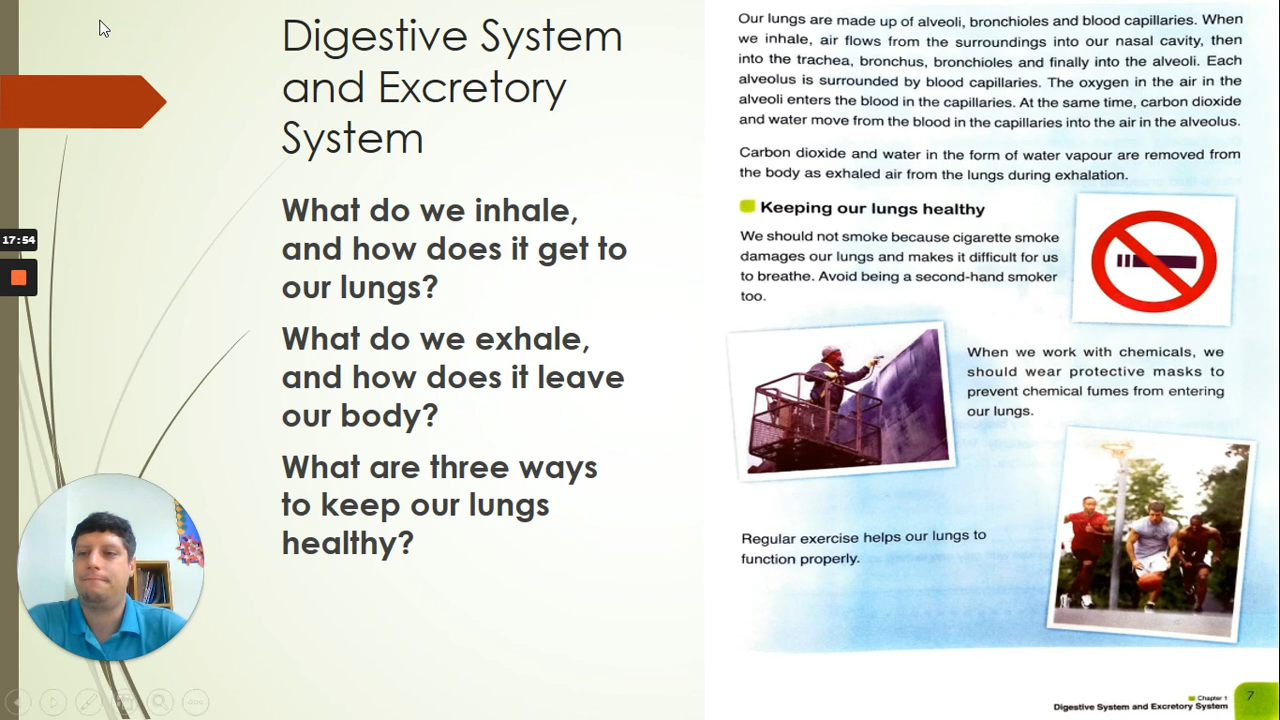 Digestive System
and Excretory
System
What do we inhale,
and how does it get to
our lungs?
What do we exhale,
and how does it leave
our body?
What are three ways
to keep our lungs
healthy?
17:54
Our lungs are made up of alveoli, bronchioles and blood capillaries. When
we inhale, air flows from the surroundings into our nasal cavity, then
into the trachea, bronchus, bronchioles and finally into the alveoli. Each
alveolus is surrounded by blood capillaries. The oxygen in the air in the
alveoli enters the blood in the capillaries. At the same time, carbon dioxide
and water move from the blood in the capillaries into the air in the alveolus.
Carbon dioxide and water in the form of water vapour are removed from
the body as exhaled air from the lungs during exhalation.
Keeping our lungs healthy
We should not smoke because cigarette smoke
damages our lungs and makes it difficult for us
to breathe. Avoid being a second-hand smoker
too.
When we work with chemicals, we
should wear protective masks to
prevent chemical fumes from entering
our lungs.
Regular exercise helps our lungs to
function properly.
Chapter 1
Digestive System and Excretory System
7